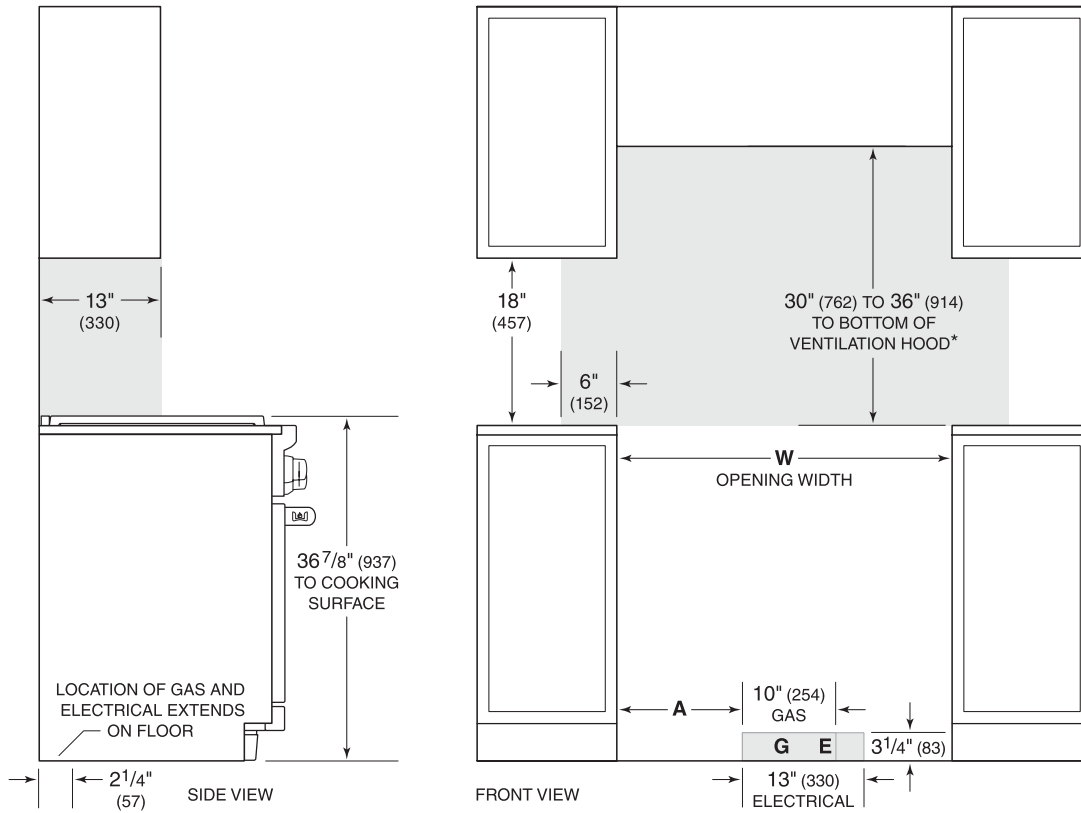 13"
(330)
36 7/8" (937)
TO COOKING
SURFACE
LOCATION OF GAS AND
ELECTRICAL EXTENDS
ON FLOOR
2 1/4"
(57)
SIDE VIEW
18"
(457)
6"
(152)
30" (762) TO 36" (914)
TO BOTTOM OF
VENTILATION HOOD*
W
OPENING WIDTH
A
10" (254)
GAS
G E
3 1/4" (83)
13" (330)
ELECTRICAL
FRONT VIEW